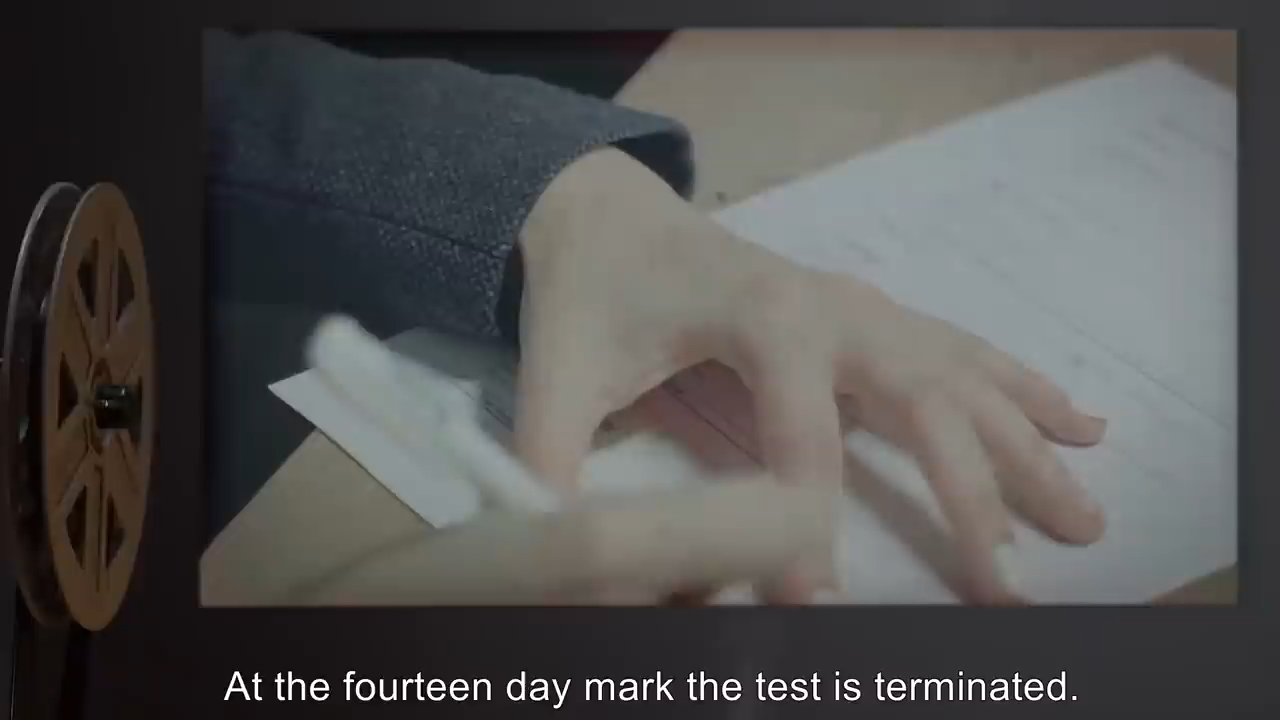 At the fourteen day mark the test is terminated.